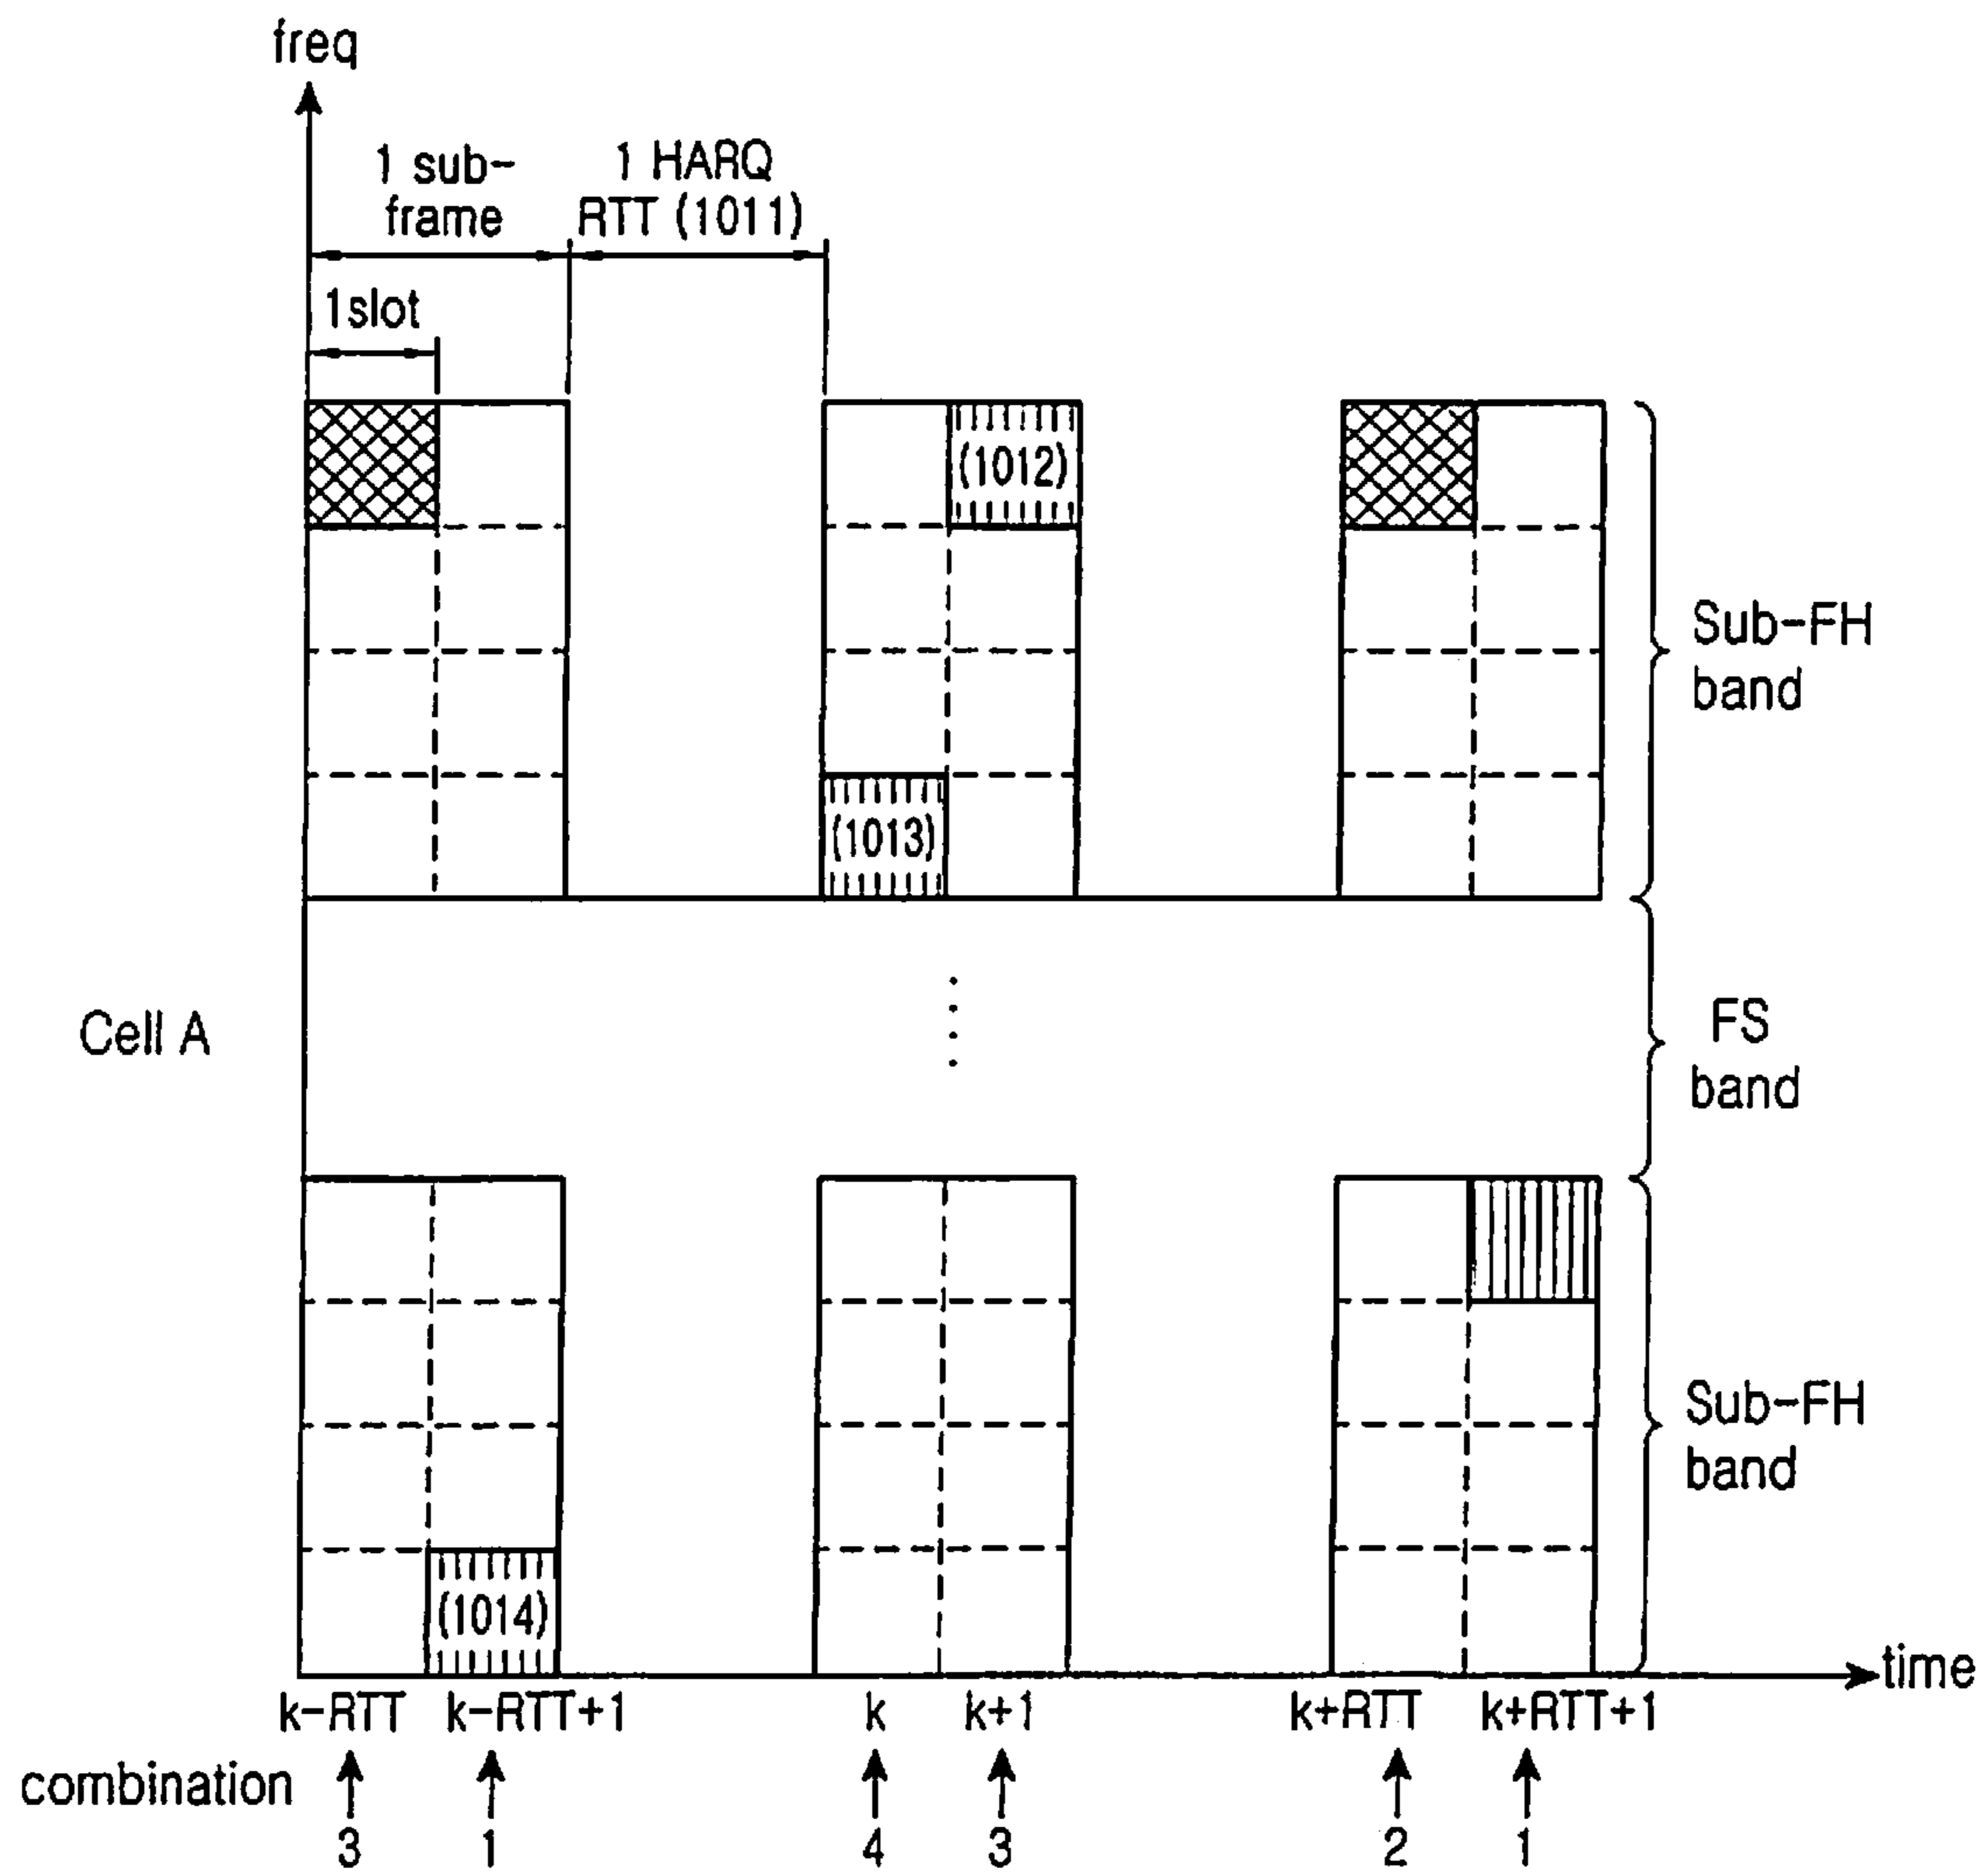 freq
1 sub-
frame
1 HARQ
RTT (1011)
1slot
(1012)
(1013)
Sub-FH
band
Cell A
FS
band
(1014)
Sub-FH
band
time
k-RTT k-RTT+1 k k+1 k+RTT k+RTT+1
combination
3 1 4 3 2 1